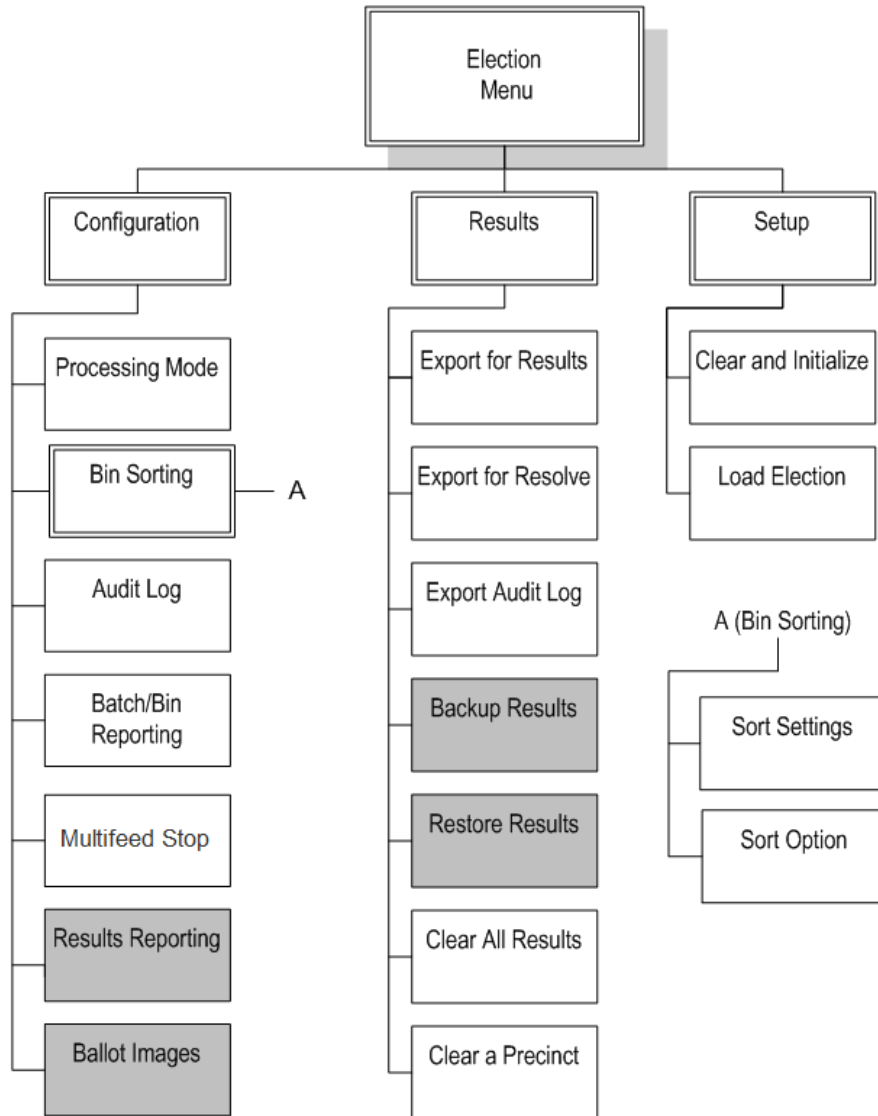 Election
Menu
Configuration
Results
Setup
Processing Mode
Bin Sorting
A
Audit Log
Batch/Bin
Reporting
Multifeed Stop
Results Reporting
Ballot Images
Export for Results
Export for Resolve
Export Audit Log
Backup Results
Restore Results
Clear All Results
Clear a Precinct
Clear and Initialize
Load Election
A (Bin Sorting)
Sort Settings
Sort Option